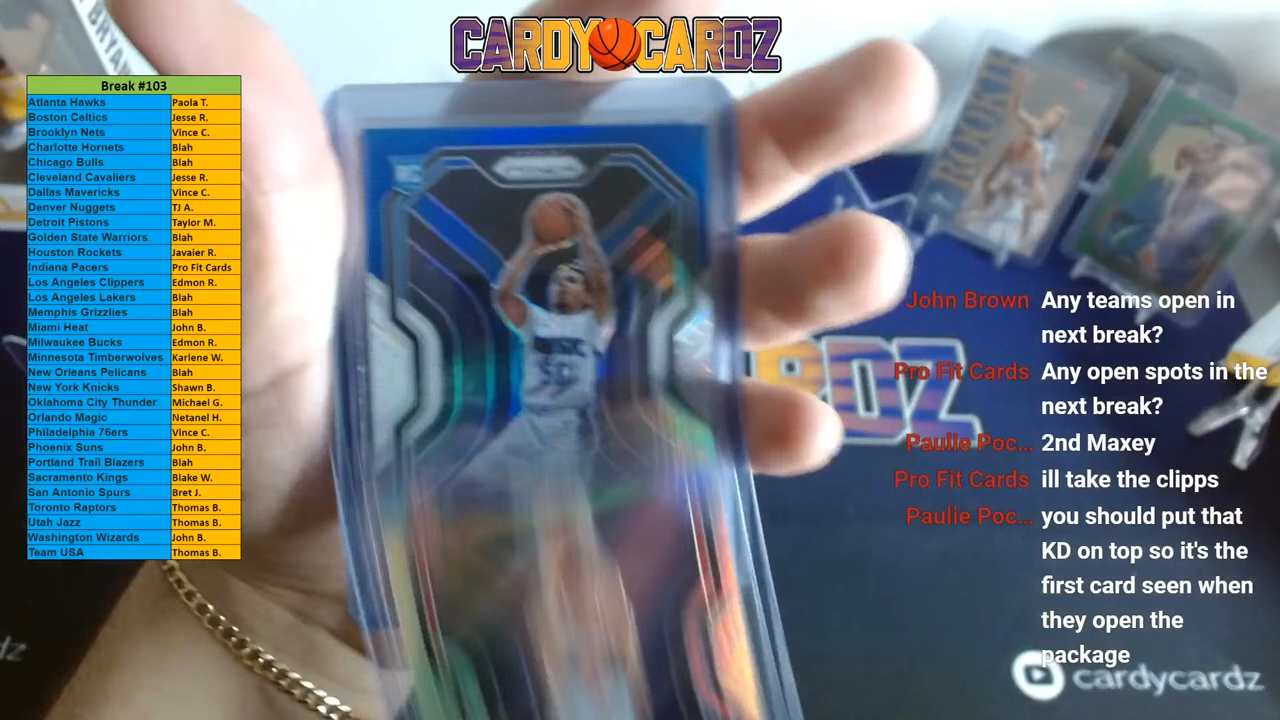 CARDY CARDZ
BRYAN
Break #103
Atlanta Hawks Paola T.
Boston Celtics Jesse R.
Brooklyn Nets Vince C.
Charlotte Hornets Blah
Chicago Bulls Blah
Cleveland Cavaliers Jesse R.
Dallas Mavericks Vince C.
Denver Nuggets TJ A.
Detroit Pistons Taylor M.
Golden State Warriors Blah
Houston Rockets Javaier R.
Indiana Pacers Pro Fit Cards
Los Angeles Clippers Edmon R.
Los Angeles Lakers Blah
Memphis Grizzlies Blah
Miami Heat John B.
Milwaukee Bucks Edmon R.
Minnesota Timberwolves Karlene W.
New Orleans Pelicans Blah
New York Knicks Shawn B.
Oklahoma City Thunder Michael G.
Orlando Magic Netanel H.
Philadelphia 76ers Vince C.
Phoenix Suns John B.
Portland Trail Blazers Blah
Sacramento Kings Blake W.
San Antonio Spurs Bret J.
Toronto Raptors Thomas B.
Utah Jazz Thomas B.
Washington Wizards John B.
Team USA Thomas B.
RC
ROOKIE
RDZ
John Brown Any teams open in
next break?
Pro Fit Cards Any open spots in the
next break?
Paulie Poc... 2nd Maxey
Pro Fit Cards ill take the clipps
Paulie Poc... you should put that
KD on top so it's the
first card seen when
they open the
package
cardycardz